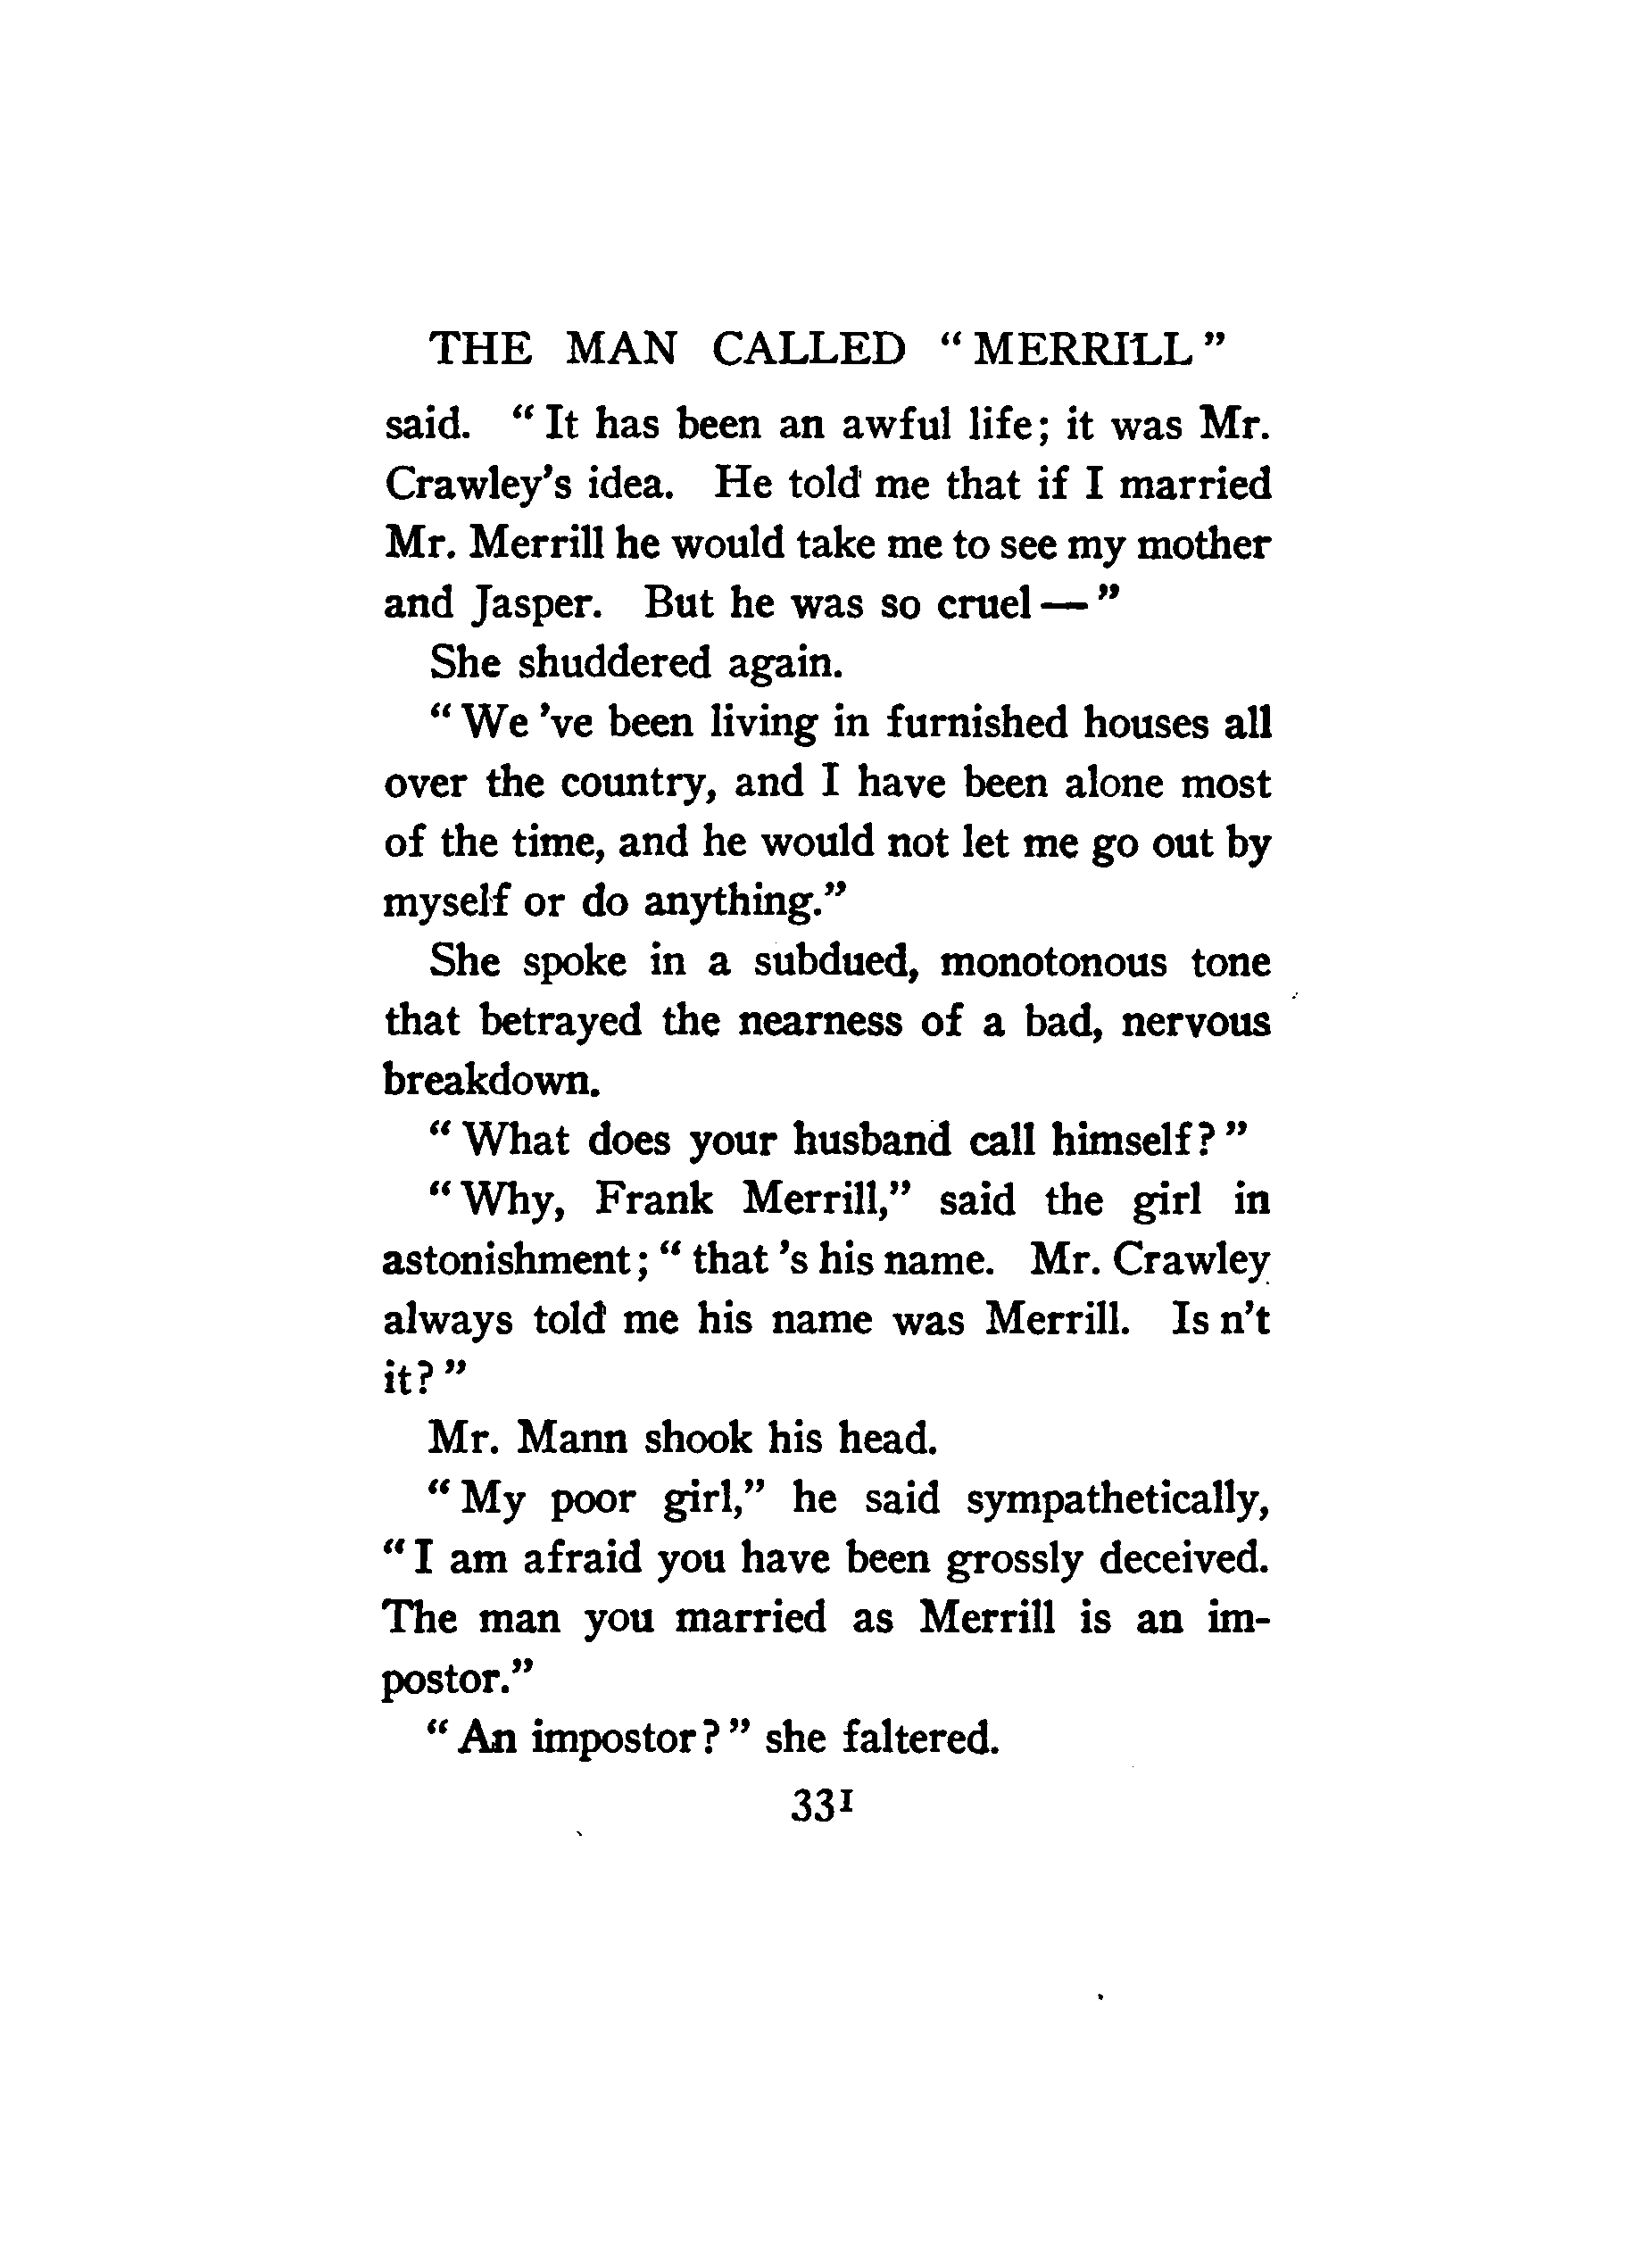 THE MAN CALLED “MERRILL”
said. “It has been an awful life; it was Mr.
Crawley's idea. He told me that if I married
Mr. Merrill he would take me to see my mother
and Jasper. But he was so cruel—”
She shuddered again.
“We 've been living in furnished houses all
over the country, and I have been alone most
of the time, and he would not let me go out by
myself or do anything.”
She spoke in a subdued, monotonous tone
that betrayed the nearness of a bad, nervous
breakdown.
“What does your husband call himself?”
“Why, Frank Merrill,” said the girl in
astonishment; “that 's his name. Mr. Crawley
always told me his name was Merrill. Is n't
it?”
Mr. Mann shook his head.
“My poor girl,” he said sympathetically,
“I am afraid you have been grossly deceived.
The man you married as Merrill is an im-
postor.”
“An impostor?” she faltered.
331